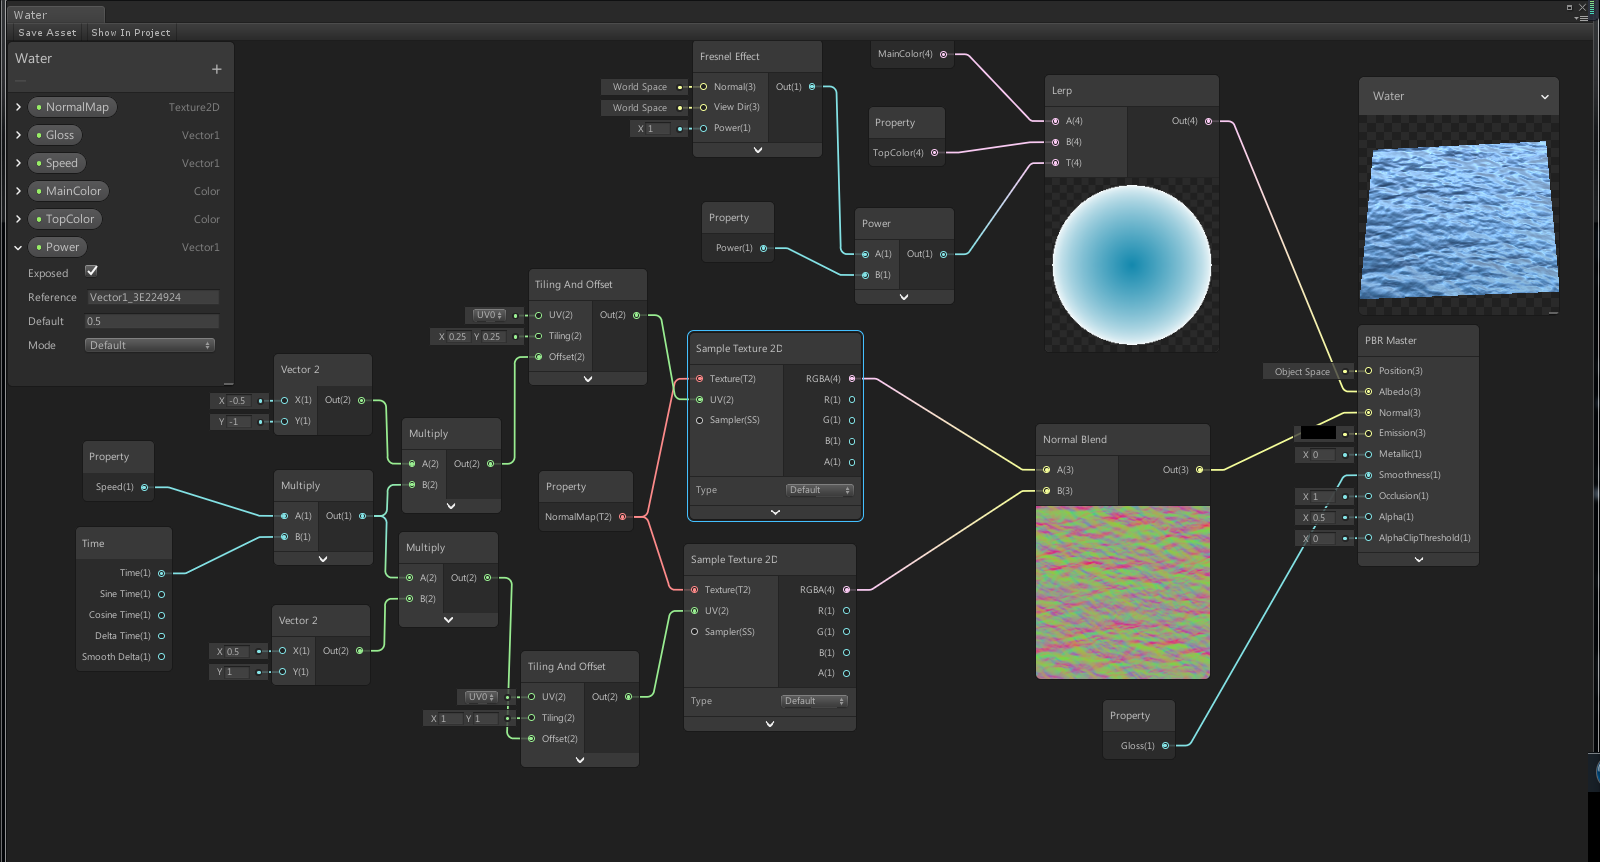 Water
Save Asset
Show In Project
Water
+
NormalMap Texture2D
Gloss Vector1
Speed Vector1
MainColor Color
TopColor Color
Power Vector1
Exposed
Reference Vector1_3E224924
Default 0.5
Mode Default
Fresnel Effect
World Space Normal(3) Out(1)
World Space View Dir(3)
X 1 Power(1)
MainColor(4)
Property
TopColor(4)
Lerp
A(4) Out(4)
B(4)
T(4)
Water
Property
Power(1)
Power
A(1) Out(1)
B(1)
Tiling And Offset
UV0 UV(2) Out(2)
X 0.25 Y 0.25 Tiling(2)
Offset(2)
Sample Texture 2D
Texture(T2) RGBA(4)
UV(2) R(1)
Sampler(SS) G(1)
B(1)
A(1)
Type Default
PBR Master
Object Space Position(3)
Albedo(3)
Normal(3)
Emission(3)
X 0 Metallic(1)
Smoothness(1)
X 1 Occlusion(1)
X 0.5 Alpha(1)
X 0 AlphaClipThreshold(1)
Vector 2
X -0.5 X(1) Out(2)
Y -1 Y(1)
Multiply
A(2) Out(2)
B(2)
Property
Speed(1)
Multiply
A(1) Out(1)
B(1)
Property
NormalMap(T2)
Normal Blend
A(3) Out(3)
B(3)
Time
Time(1)
Sine Time(1)
Cosine Time(1)
Delta Time(1)
Smooth Delta(1)
Multiply
A(2) Out(2)
B(2)
Vector 2
X 0.5 X(1) Out(2)
Y 1 Y(1)
Sample Texture 2D
Texture(T2) RGBA(4)
UV(2) R(1)
Sampler(SS) G(1)
B(1)
A(1)
Type Default
Tiling And Offset
UV0 UV(2) Out(2)
X 1 Y 1 Tiling(2)
Offset(2)
Property
Gloss(1)